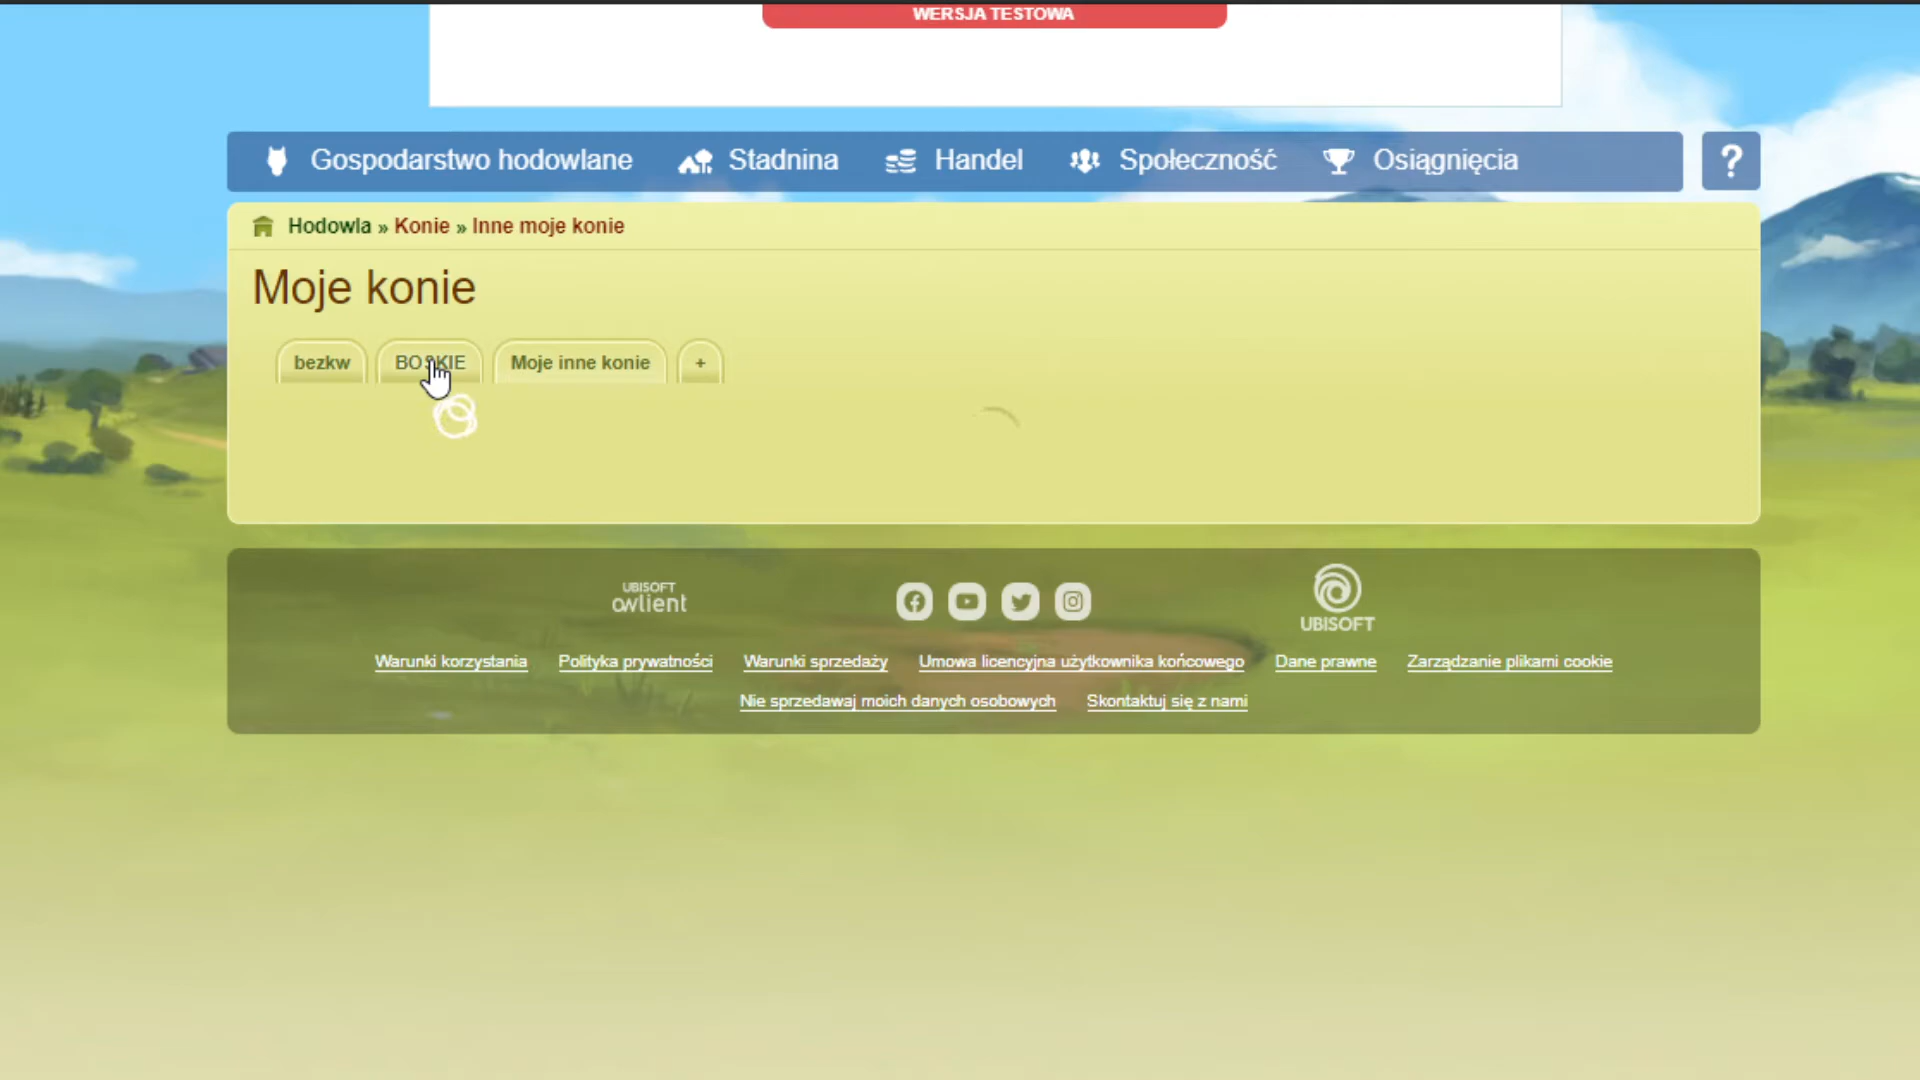 WERSJA TESTOWA
Gospodarstwo hodowlane Stadnina Handel Społeczność Osiągnięcia ?
Hodowla » Konie » Inne moje konie
Moje konie
bezkw BOSKIE Moje inne konie +
UBISOFT
owlient
UBISOFT
Warunki korzystania Polityka prywatności Warunki sprzedaży Umowa licencyjna użytkownika końcowego Dane prawne Zarządzanie plikami cookie
Nie sprzedawaj moich danych osobowych Skontaktuj się z nami